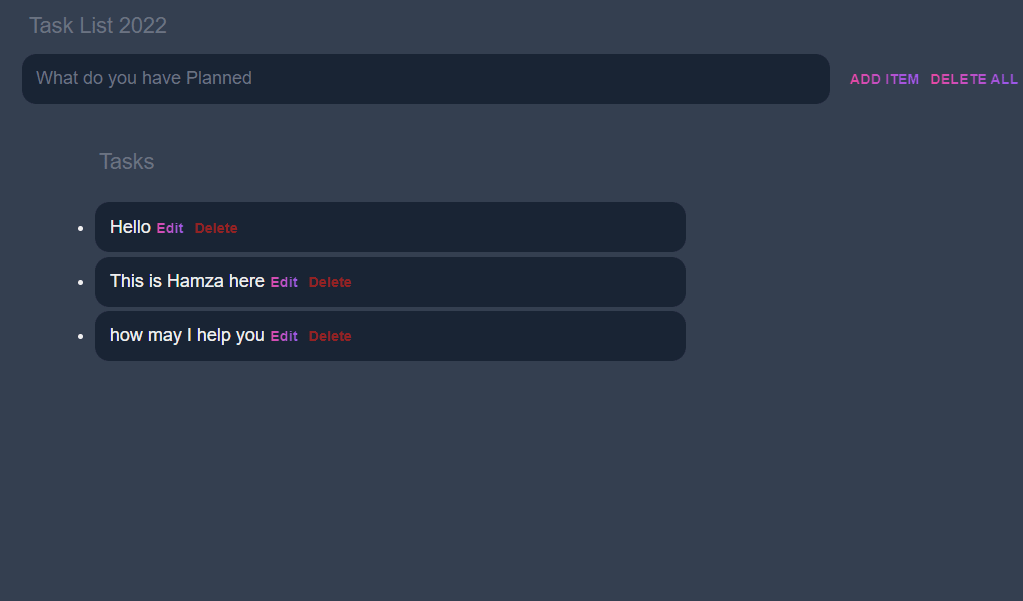 Task List 2022
What do you have Planned ADD ITEM DELETE ALL
Tasks
Hello Edit Delete
This is Hamza here Edit Delete
how may I help you Edit Delete